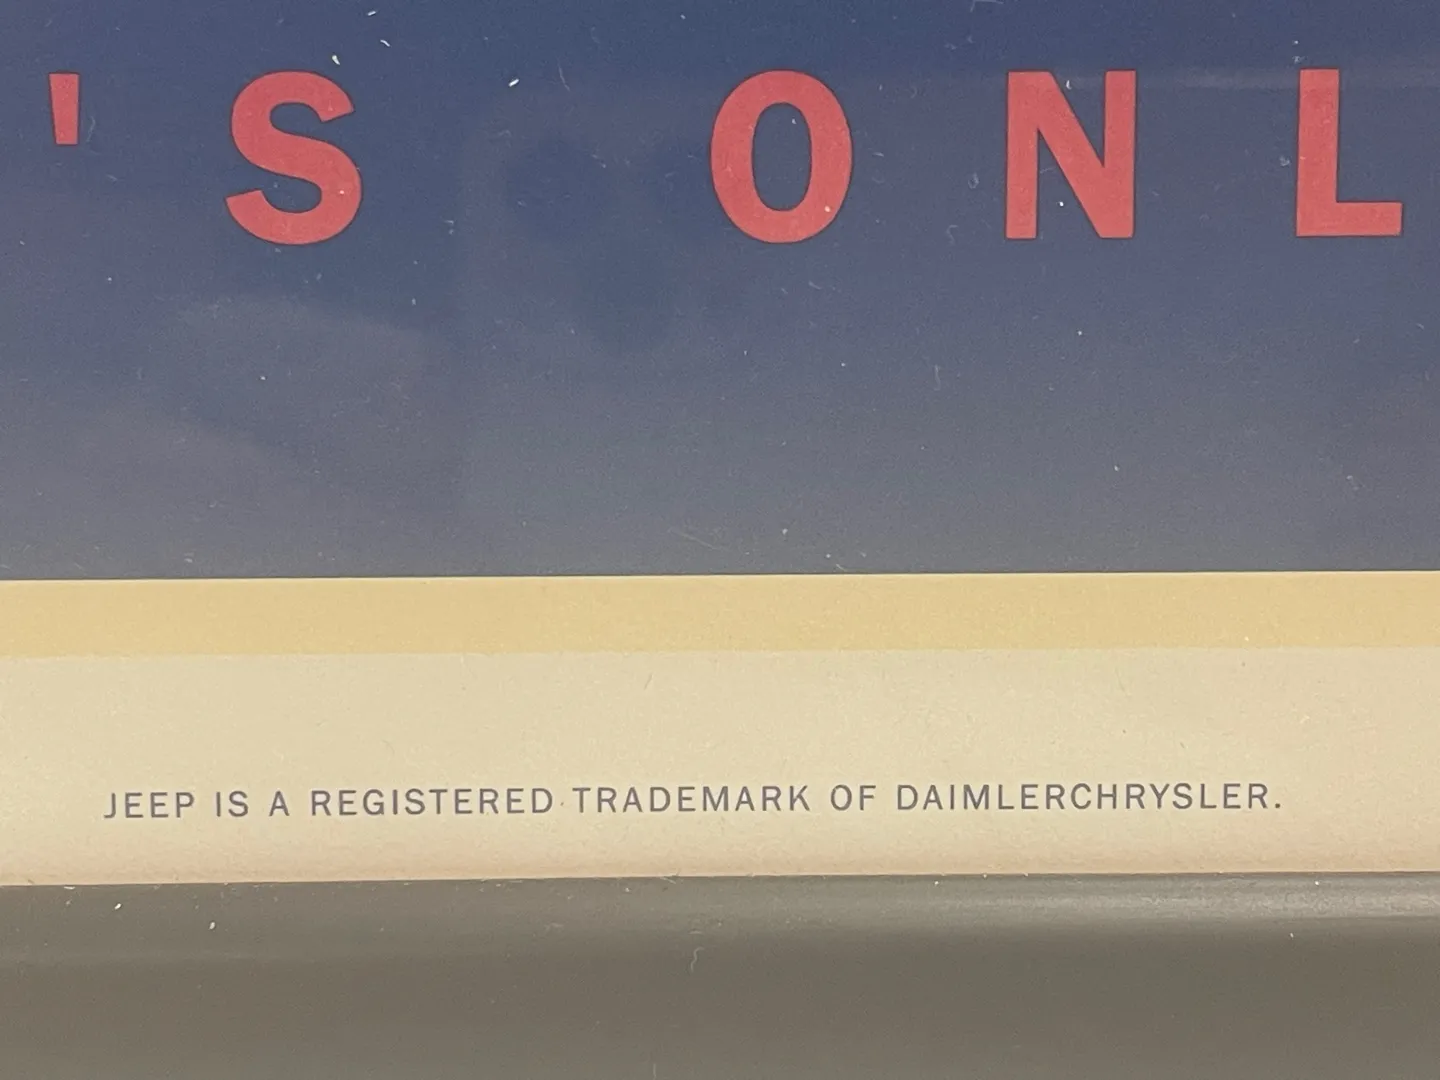 'S ONL
JEEP IS A REGISTERED TRADEMARK OF DAIMLERCHRYSLER.